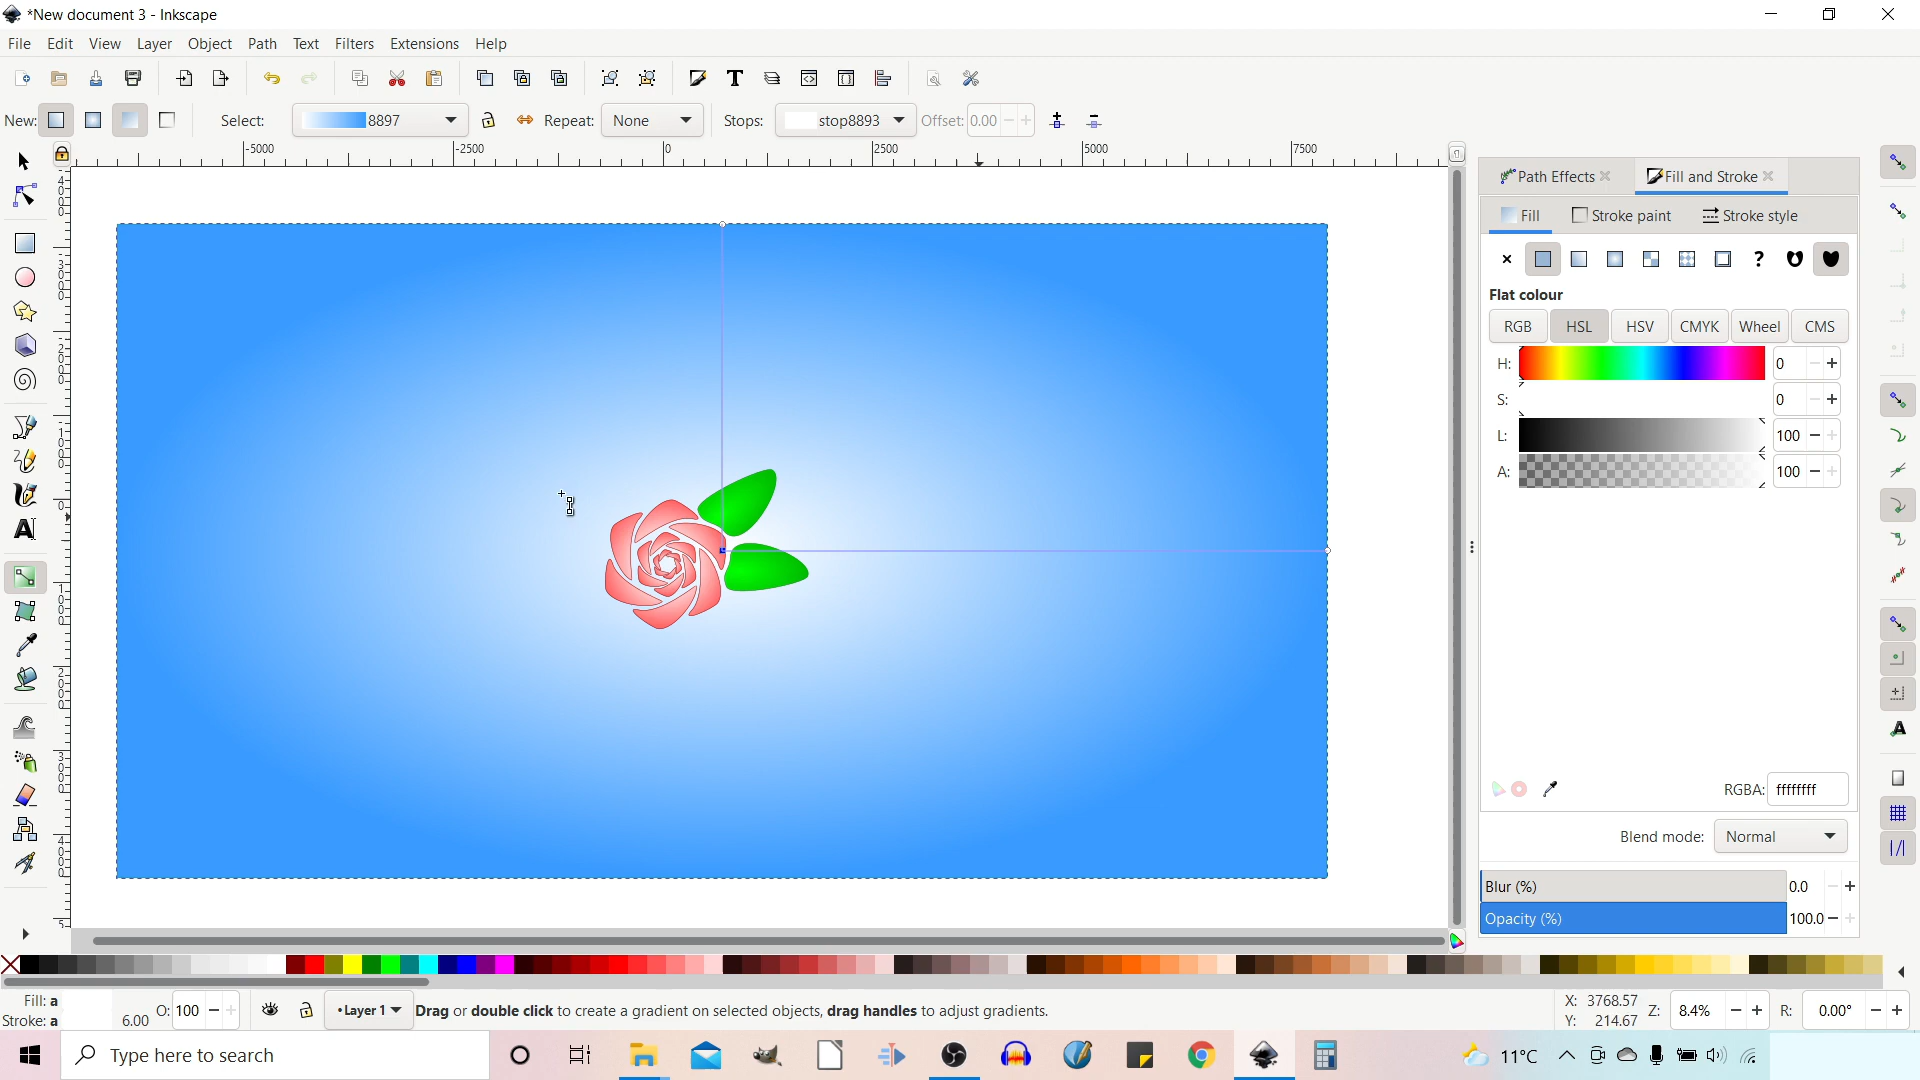 *New document 3 - Inkscape
File Edit View Layer Object Path Text Filters Extensions Help
New: Select: 8897 Repeat: None Stops: stop8893 Offset: 0.00
-5000 -2500 0 2500 5000 7500
Path Effects Fill and Stroke
Fill Stroke paint Stroke style
Flat colour
RGB HSL HSV CMYK Wheel CMS
H: 0
S: 0
L: 100
A: 100
RGBA: ffffffff
Blend mode: Normal
Blur (%) 0.0
Opacity (%) 100.0
Fill: a
Stroke: a 6.00 O: 100 •Layer 1 Drag or double click to create a gradient on selected objects, drag handles to adjust gradients.
X: 3768.57
Y: 214.67 Z: 8.4% R: 0.00°
Type here to search
11°C